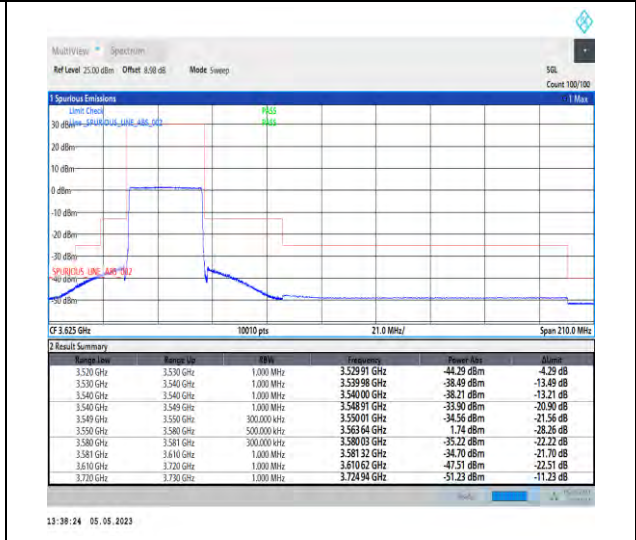 MultiView Spectrum
Ref Level 25.00 dBm Offset 8.98 dB Mode Sweep SGL
Count 100/100
1 Spurious Emissions 1 Max
Limit Check PASS
Line _SPURIOUS_LINE_ABS_002 PASS
30 dBm
20 dBm
10 dBm
0 dBm
-10 dBm
-20 dBm
-30 dBm
SPURIOUS_LINE_ABS_002
-40 dBm
-50 dBm
CF 3.625 GHz 10010 pts 21.0 MHz/ Span 210.0 MHz
2 Result Summary
Range Low Range Up RBW Frequency Power Abs ΔLimit
3.520 GHz 3.530 GHz 1.000 MHz 3.529 91 GHz -44.29 dBm -4.29 dB
3.530 GHz 3.540 GHz 1.000 MHz 3.539 98 GHz -38.49 dBm -13.49 dB
3.540 GHz 3.540 GHz 1.000 MHz 3.540 00 GHz -38.21 dBm -13.21 dB
3.540 GHz 3.549 GHz 1.000 MHz 3.548 91 GHz -33.90 dBm -20.90 dB
3.549 GHz 3.550 GHz 300.000 kHz 3.550 01 GHz -34.56 dBm -21.56 dB
3.550 GHz 3.580 GHz 500.000 kHz 3.563 64 GHz 1.74 dBm -28.26 dB
3.580 GHz 3.581 GHz 300.000 kHz 3.580 03 GHz -35.22 dBm -22.22 dB
3.581 GHz 3.610 GHz 1.000 MHz 3.581 32 GHz -34.70 dBm -21.70 dB
3.610 GHz 3.720 GHz 1.000 MHz 3.610 62 GHz -47.51 dBm -22.51 dB
3.720 GHz 3.730 GHz 1.000 MHz 3.724 94 GHz -51.23 dBm -11.23 dB
13:38:24 05.05.2023